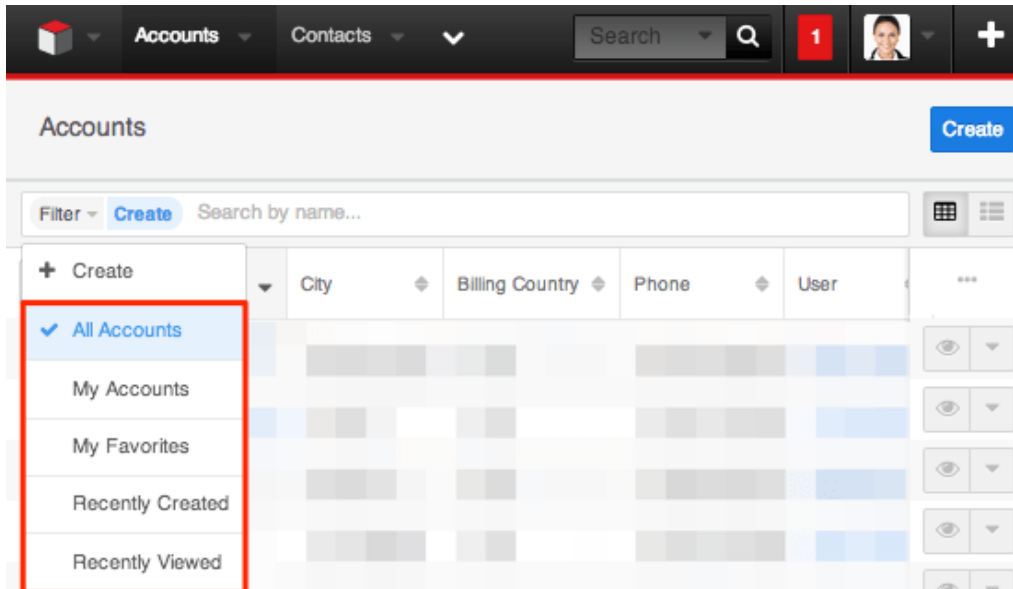 Accounts Contacts Search 1
Accounts Create
Filter Create Search by name...
Create
City Billing Country Phone User
All Accounts
My Accounts
My Favorites
Recently Created
Recently Viewed